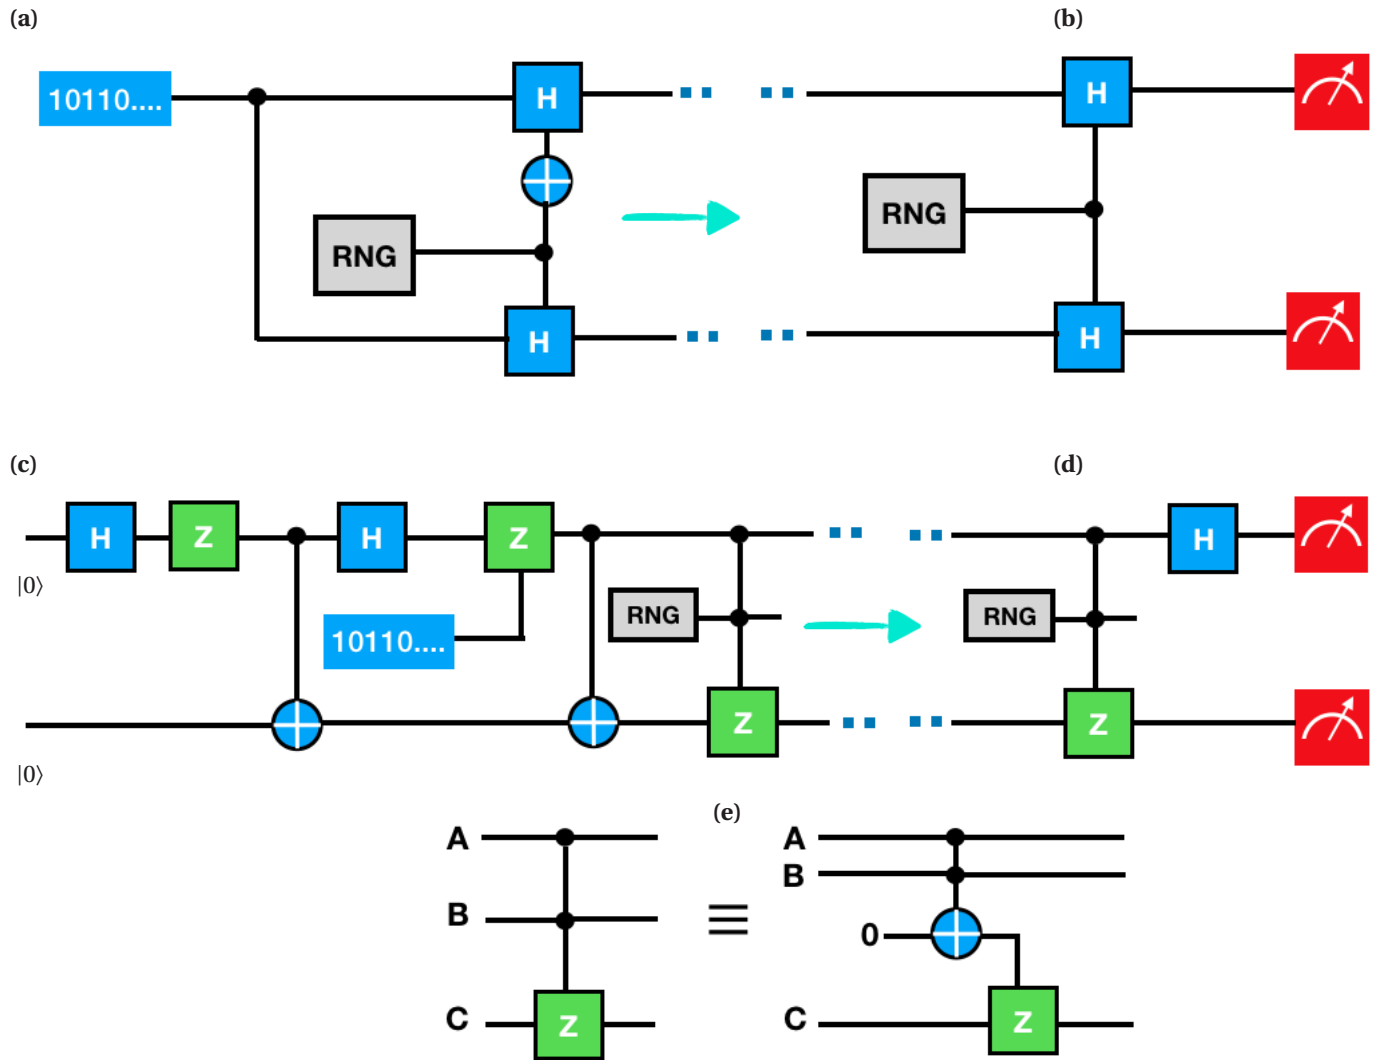 (a)
(b)
10110....
H
H
RNG
RNG
H
H
(c)
(d)
H
Z
H
Z
H
|0⟩
RNG
RNG
10110....
Z
Z
|0⟩
(e)
A
A
B
B
0
≡
C
Z
C
Z